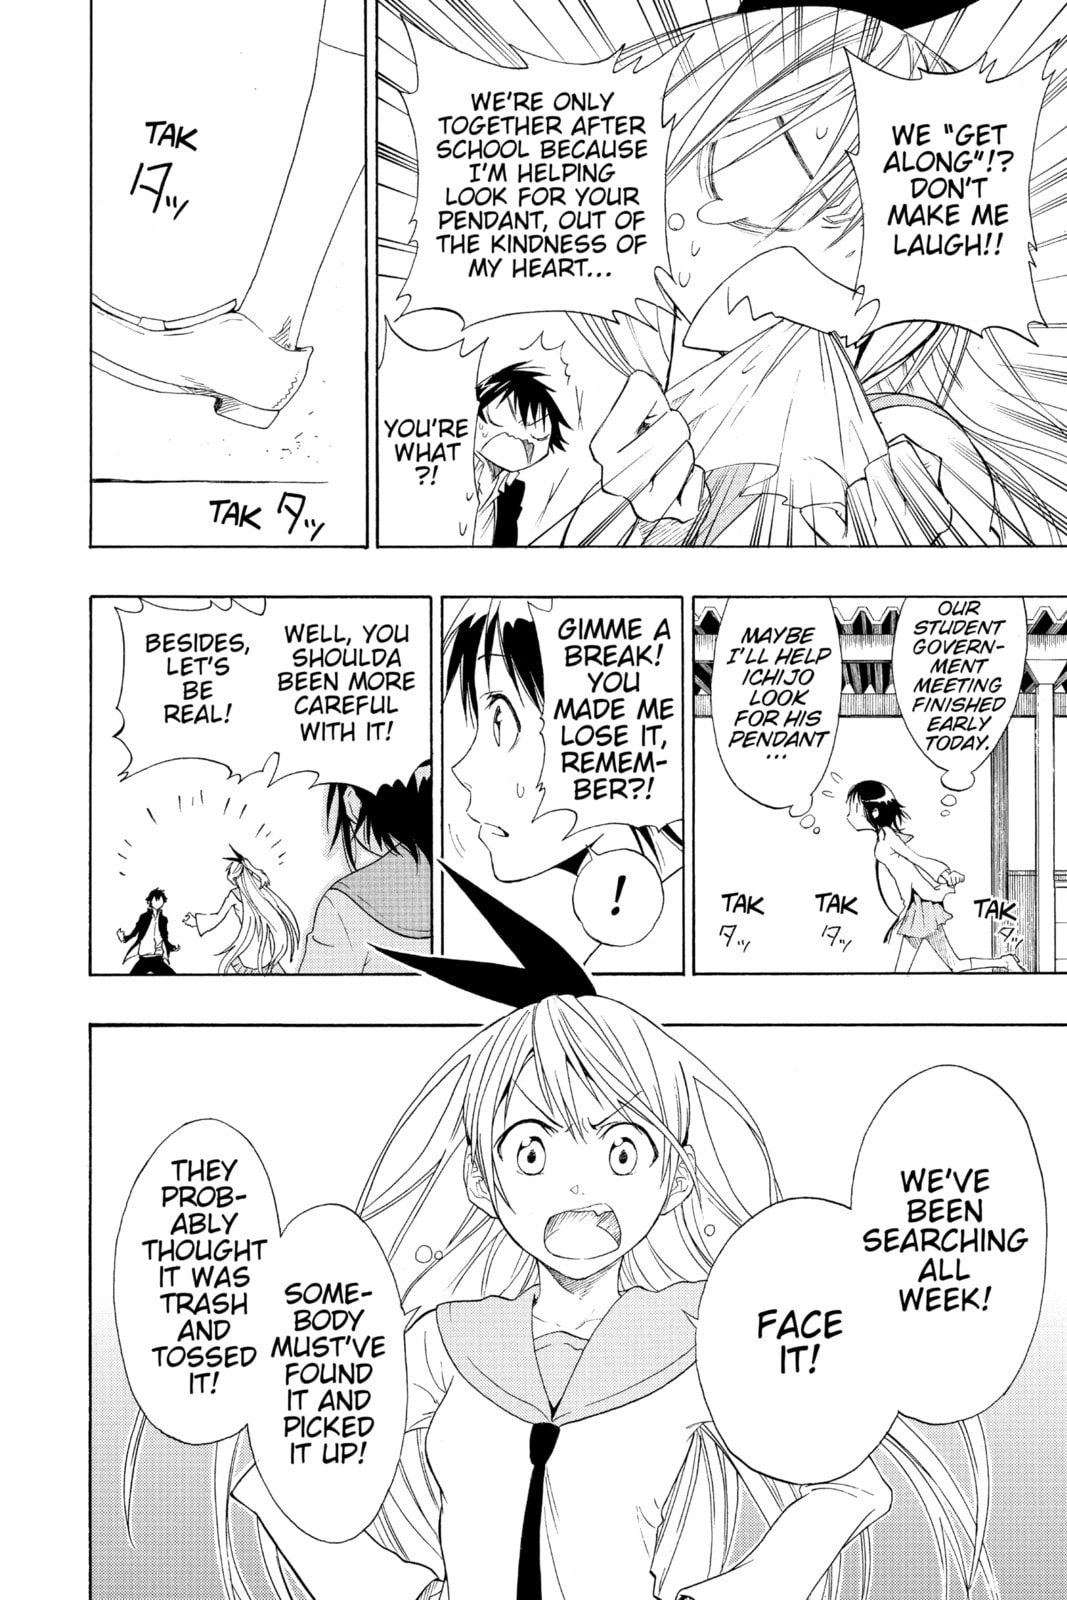 WE "GET
ALONG"!?
DON'T
MAKE ME
LAUGH!!
WE'RE ONLY
TOGETHER AFTER
SCHOOL BECAUSE
I'M HELPING
LOOK FOR YOUR
PENDANT, OUT OF
THE KINDNESS OF
MY HEART...
YOU'RE
WHAT
?!
TAK
タッ
TAK タッ
OUR
STUDENT
GOVERN-
MENT
MEETING
FINISHED
EARLY
TODAY.
MAYBE
I'LL HELP
ICHIJO
LOOK
FOR HIS
PENDANT
...
TAK
タッ
TAK
タッ
TAK
タッ
GIMME A
BREAK!
YOU
MADE ME
LOSE IT,
REMEM-
BER?!
!
WELL, YOU
SHOULDA
BEEN MORE
CAREFUL
WITH IT!
BESIDES,
LET'S
BE
REAL!
WE'VE
BEEN
SEARCHING
ALL
WEEK!
FACE
IT!
SOME-
BODY
MUST'VE
FOUND
IT AND
PICKED
IT UP!
THEY
PROB-
ABLY
THOUGHT
IT WAS
TRASH
AND
TOSSED
IT!